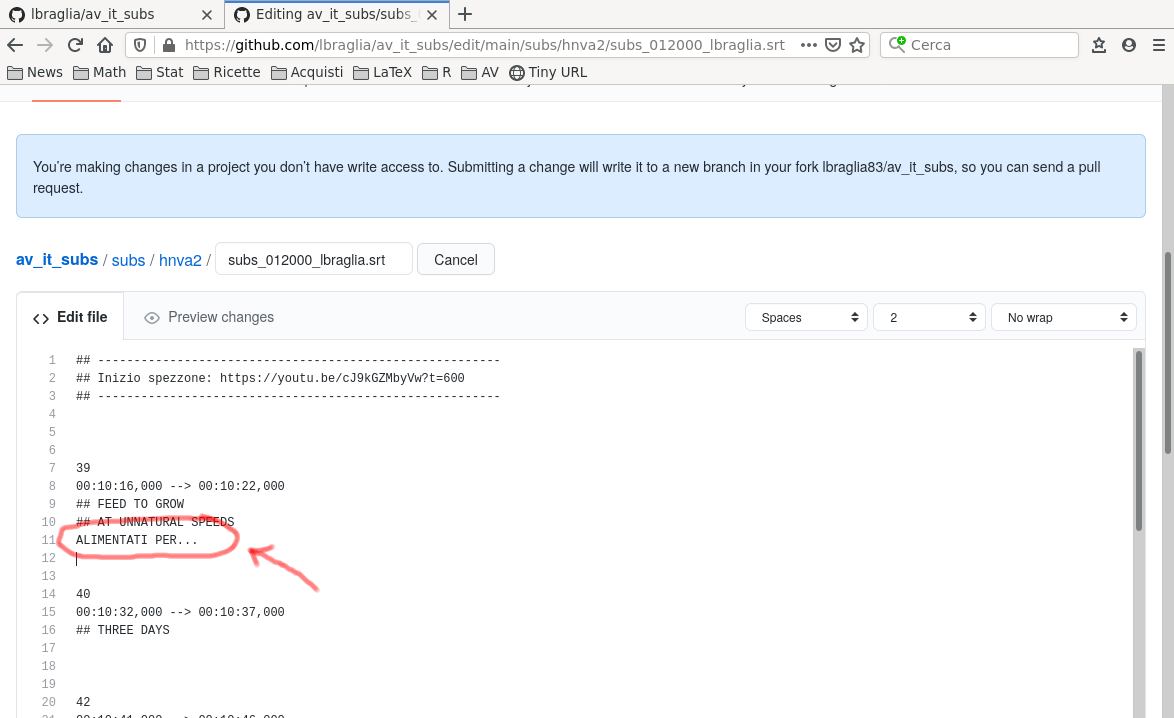 lbraglia/av_it_subs
Editing av_it_subs/subs_
https://github.com/lbraglia/av_it_subs/edit/main/subs/hnva2/subs_012000_lbraglia.srt
Cerca
News Math Stat Ricette Acquisti LaTeX R AV Tiny URL
You're making changes in a project you don't have write access to. Submitting a change will write it to a new branch in your fork lbraglia83/av_it_subs, so you can send a pull
request.
av_it_subs / subs / hnva2 / subs_012000_lbraglia.srt Cancel
<> Edit file Preview changes Spaces 2 No wrap
1 ## --------------------------------------------------------
2 ## Inizio spezzone: https://youtu.be/cJ9kGZMbyVw?t=600
3 ## --------------------------------------------------------
4
5
6
7 39
8 00:10:16,000 --> 00:10:22,000
9 ## FEED TO GROW
10 ## AT UNNATURAL SPEEDS
11 ALIMENTATI PER...
12
13
14 40
15 00:10:32,000 --> 00:10:37,000
16 ## THREE DAYS
17
18
19
20 42